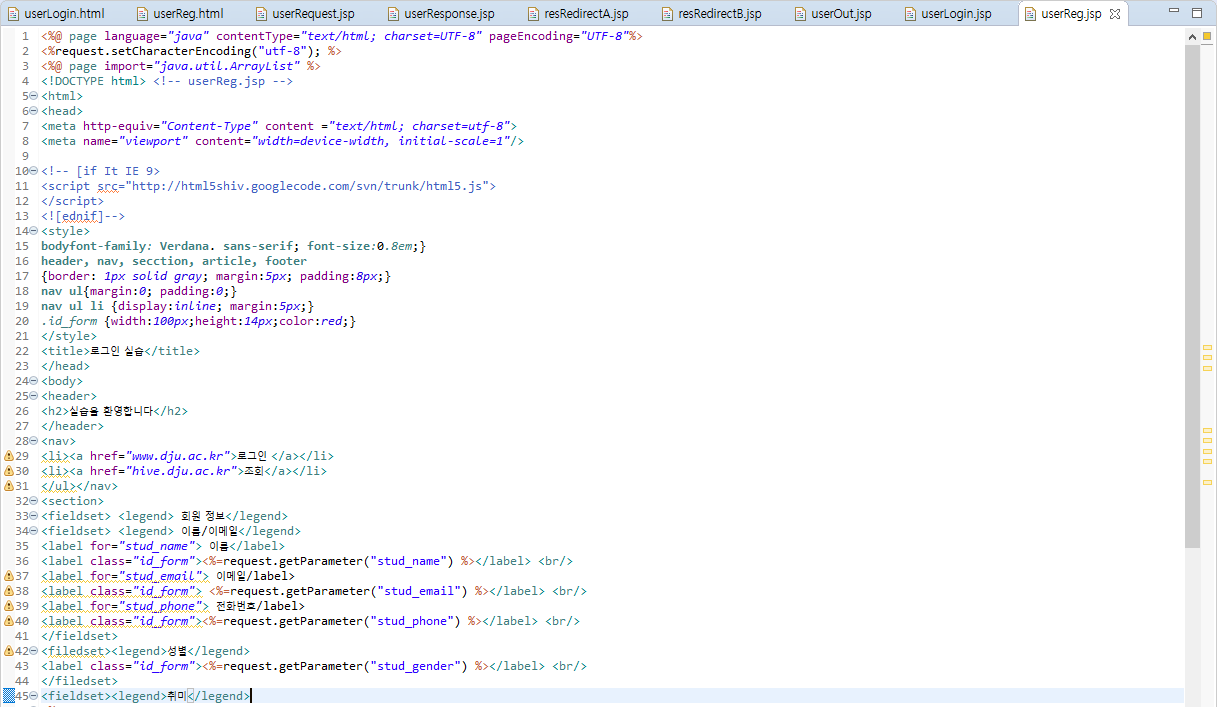 userLogin.html userReg.html userRequest.jsp userResponse.jsp resRedirectA.jsp resRedirectB.jsp userOut.jsp userLogin.jsp userReg.jsp
1 <%@ page language="java" contentType="text/html; charset=UTF-8" pageEncoding="UTF-8"%>
2 <%request.setCharacterEncoding("utf-8"); %>
3 <%@ page import="java.util.ArrayList" %>
4 <!DOCTYPE html> <!-- userReg.jsp -->
5 <html>
6 <head>
7 <meta http-equiv="Content-Type" content ="text/html; charset=utf-8">
8 <meta name="viewport" content="width=device-width, initial-scale=1"/>
9
10 <!-- [if It IE 9>
11 <script src="http://html5shiv.googlecode.com/svn/trunk/html5.js">
12 </script>
13 <![ednif]-->
14 <style>
15 bodyfont-family: Verdana. sans-serif; font-size:0.8em;}
16 header, nav, secction, article, footer
17 {border: 1px solid gray; margin:5px; padding:8px;}
18 nav ul{margin:0; padding:0;}
19 nav ul li {display:inline; margin:5px;}
20 .id_form {width:100px;height:14px;color:red;}
21 </style>
22 <title>로그인 실습</title>
23 </head>
24 <body>
25 <header>
26 <h2>실습을 환영합니다</h2>
27 </header>
28 <nav>
29 <li><a href="www.dju.ac.kr">로그인 </a></li>
30 <li><a href="hive.dju.ac.kr">조회</a></li>
31 </ul></nav>
32 <section>
33 <fieldset> <legend> 회원 정보</legend>
34 <fieldset> <legend> 이름/이메일</legend>
35 <label for="stud_name"> 이름</label>
36 <label class="id_form"><%=request.getParameter("stud_name") %></label> <br/>
37 <label for="stud_email"> 이메일/label>
38 <label class="id_form"> <%=request.getParameter("stud_email") %></label> <br/>
39 <label for="stud_phone"> 전화번호/label>
40 <label class="id_form"><%=request.getParameter("stud_phone") %></label> <br/>
41 </fieldset>
42 <filedset><legend>성별</legend>
43 <label class="id_form"><%=request.getParameter("stud_gender") %></label> <br/>
44 </filedset>
45 <fieldset><legend>취미</legend>